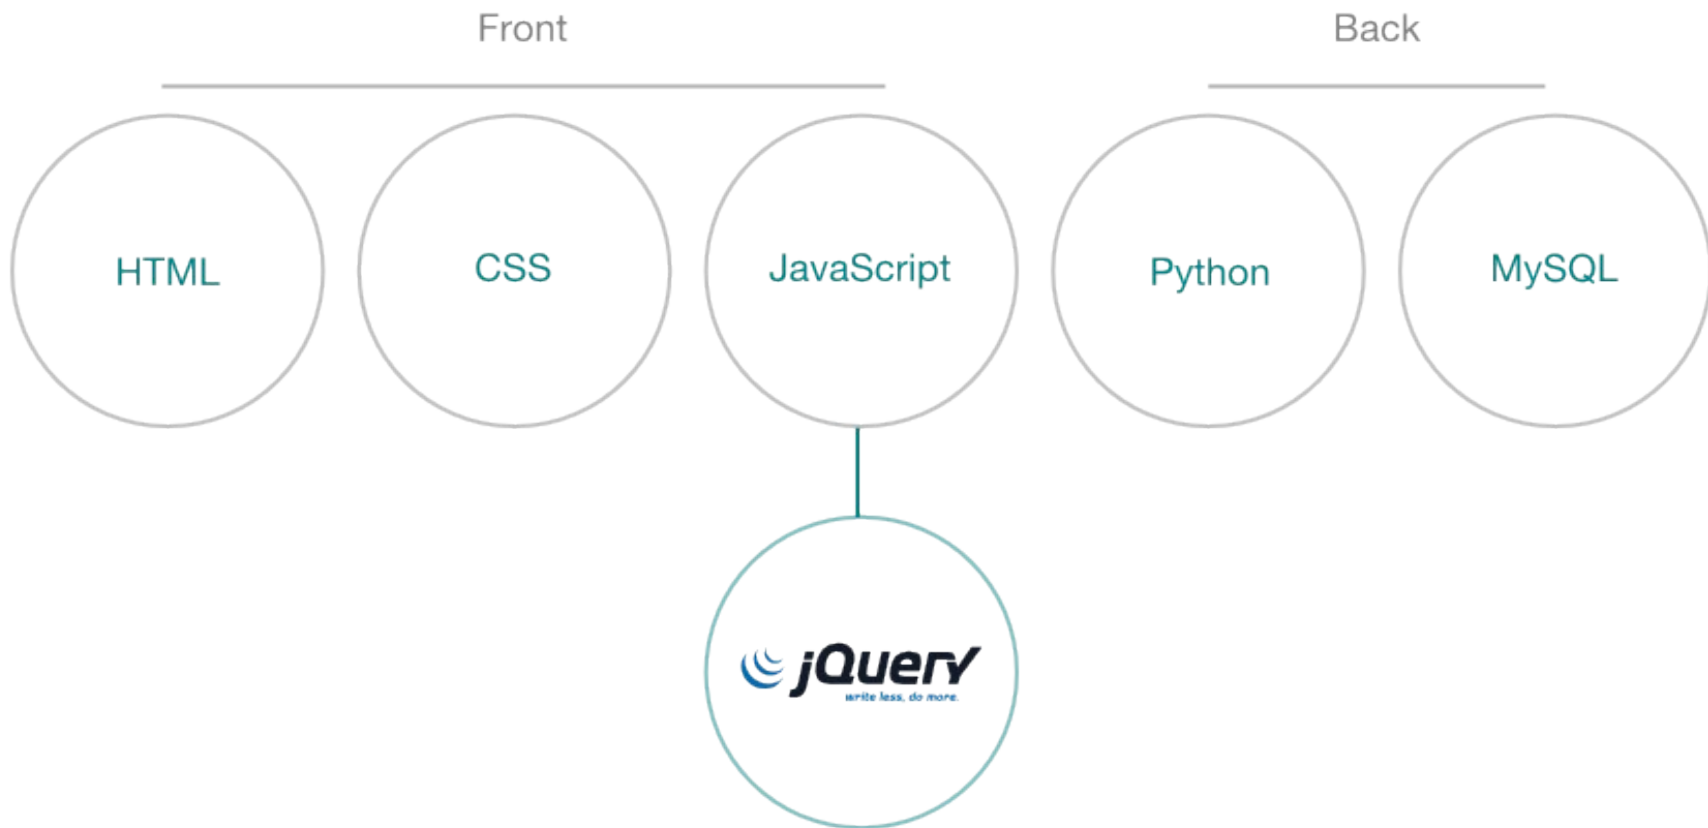 Front
Back
HTML
CSS
JavaScript
Python
MySQL
jQuery
write less, do more.